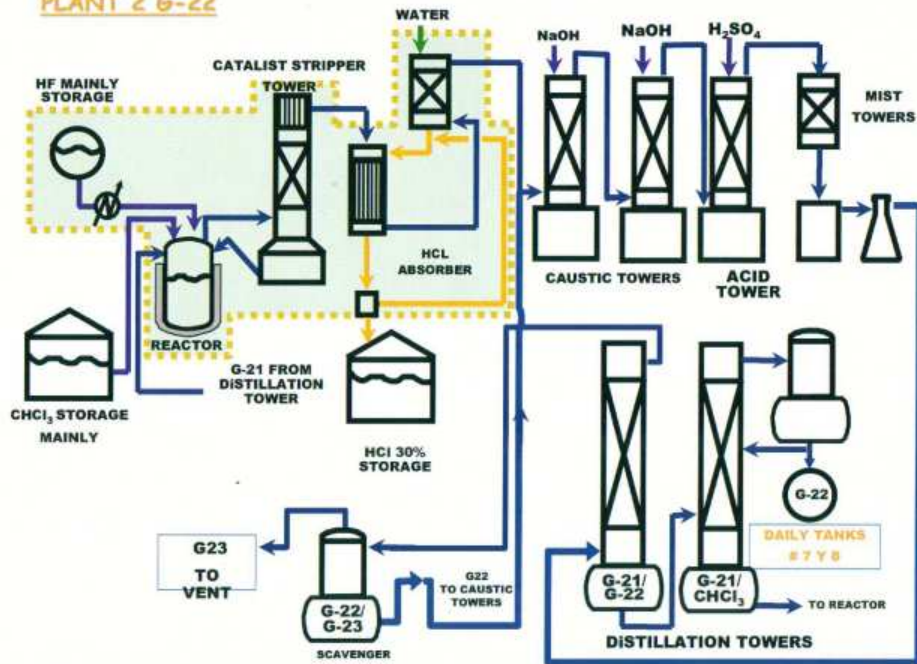 PLANT 2 G-22
WATER
NaOH
NaOH
H₂SO₄
CATALIST STRIPPER
TOWER
HF MAINLY
STORAGE
MIST
TOWERS
HCL
ABSORBER
CAUSTIC TOWERS
ACID
TOWER
REACTOR
G-21 FROM
DiSTILLATION
TOWER
CHCl₃ STORAGE
MAINLY
HCl 30%
STORAGE
G-22
DAILY TANKS
# 7 Y 8
G23
TO
VENT
G22
TO CAUSTIC
TOWERS
G-22/
G-23
SCAVENGER
G-21/
G-22
G-21/
CHCl₃
TO REACTOR
DiSTILLATION TOWERS